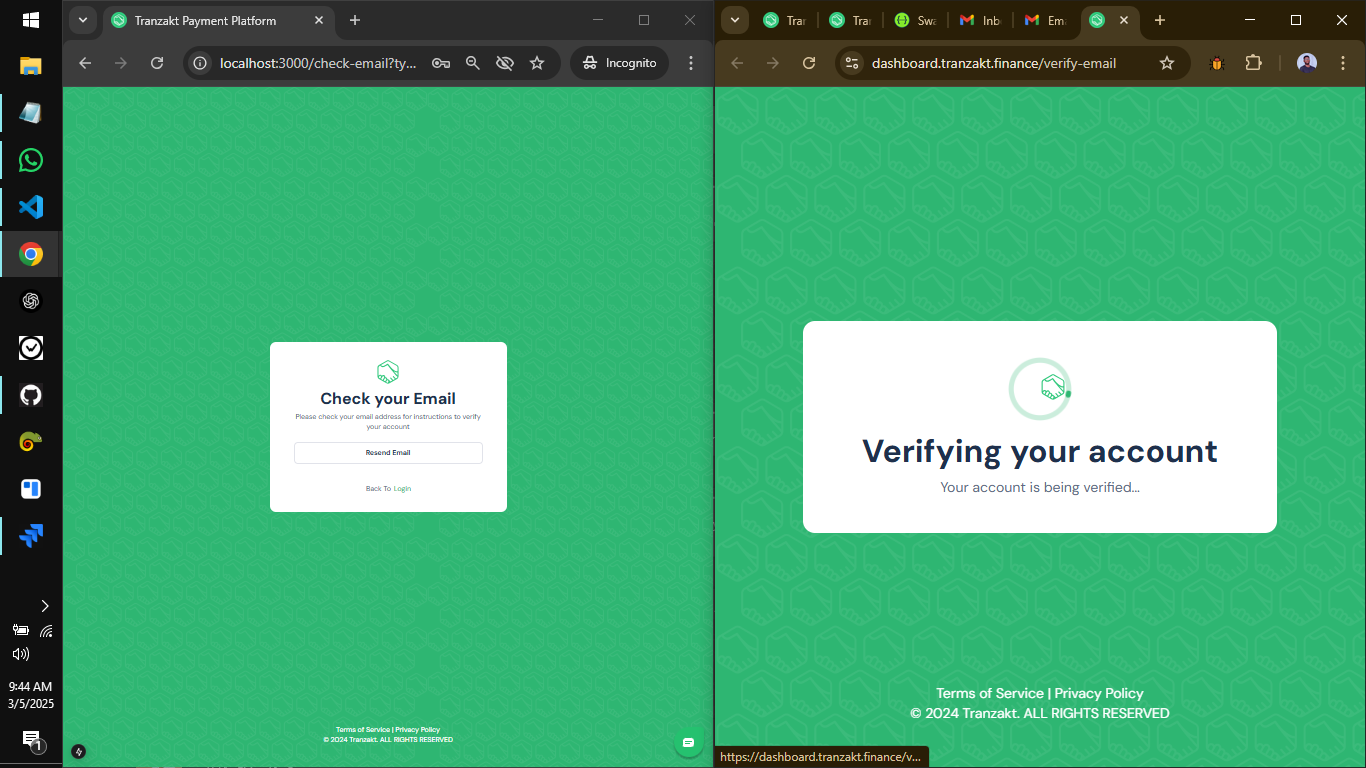 Tranzakt Payment Platform
localhost:3000/check-email?ty...
Incognito
Check your Email
Please check your email address for instructions to verify
your account
Resend Email
Back To Login
Terms of Service | Privacy Policy
© 2024 Tranzakt. ALL RIGHTS RESERVED
Tran
Tran
Swa
Inb
Ema
dashboard.tranzakt.finance/verify-email
Verifying your account
Your account is being verified...
Terms of Service | Privacy Policy
© 2024 Tranzakt. ALL RIGHTS RESERVED
https://dashboard.tranzakt.finance/v...
9:44 AM
3/5/2025
1